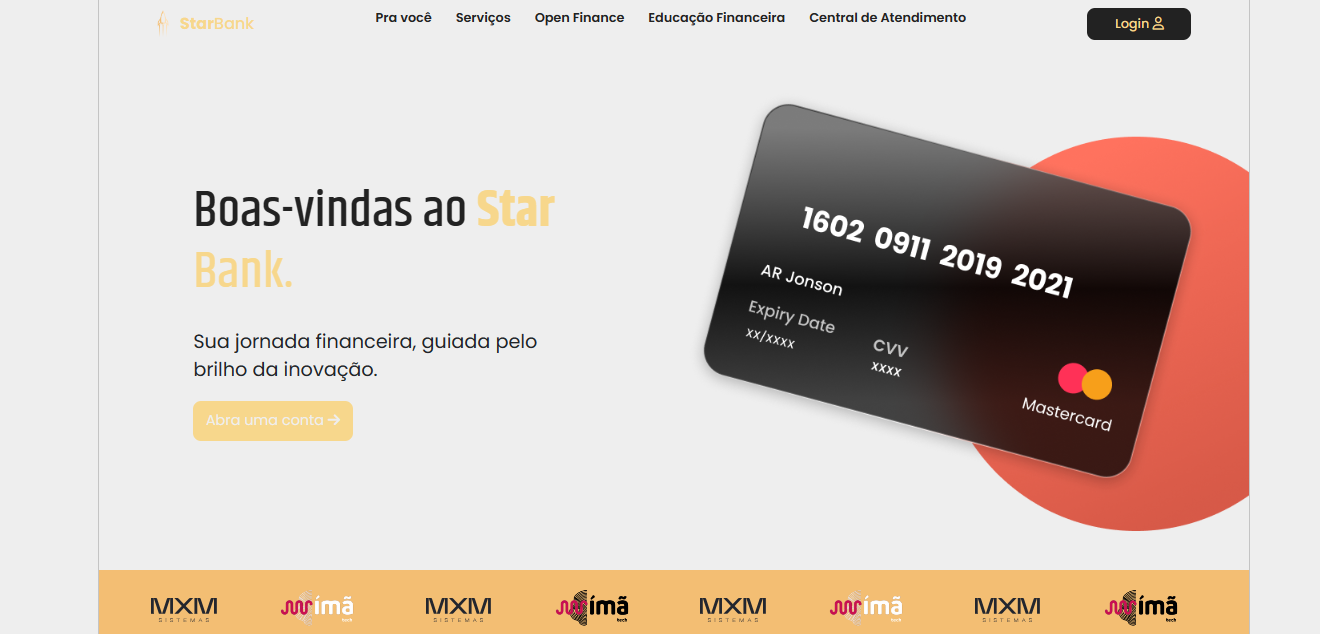 StarBank
Pra você
Serviços
Open Finance
Educação Financeira
Central de Atendimento
Login
Boas-vindas ao Star
Bank.
Sua jornada financeira, guiada pelo
brilho da inovação.
Abra uma conta
1602 0911 2019 2021
AR Jonson
Expiry Date
xx/xxxx
CVV
xxxx
Mastercard
MXM
SISTEMAS
ímã
tech
MXM
SISTEMAS
ímã
tech
MXM
SISTEMAS
ímã
tech
MXM
SISTEMAS
ímã
tech